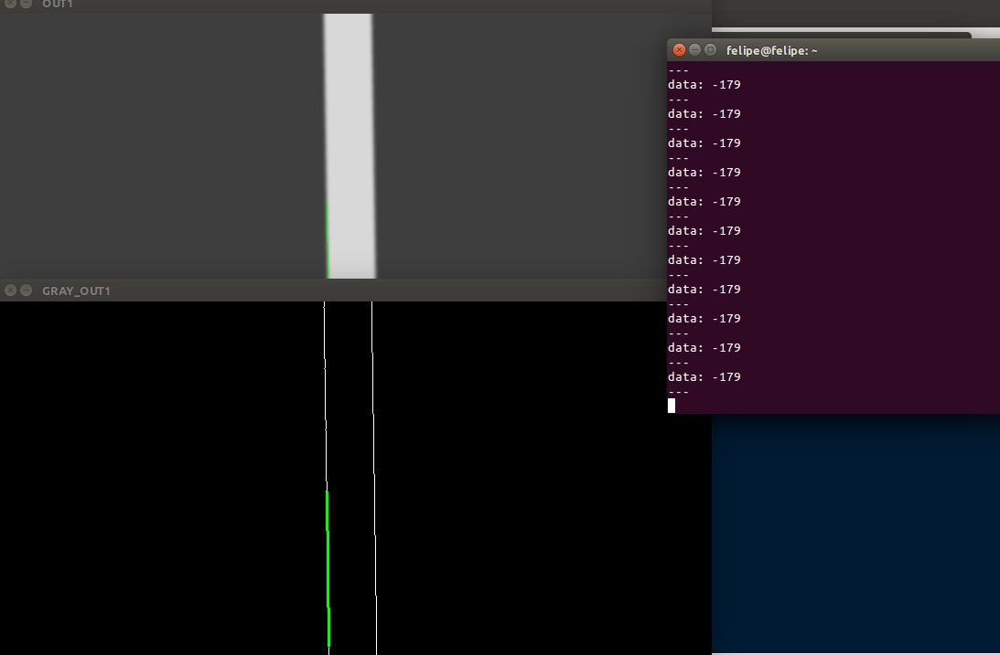 OUT1
felipe@felipe: ~
---
data: -179
---
data: -179
---
data: -179
---
data: -179
---
data: -179
---
data: -179
---
data: -179
---
data: -179
---
data: -179
---
data: -179
---
data: -179
---
GRAY_OUT1